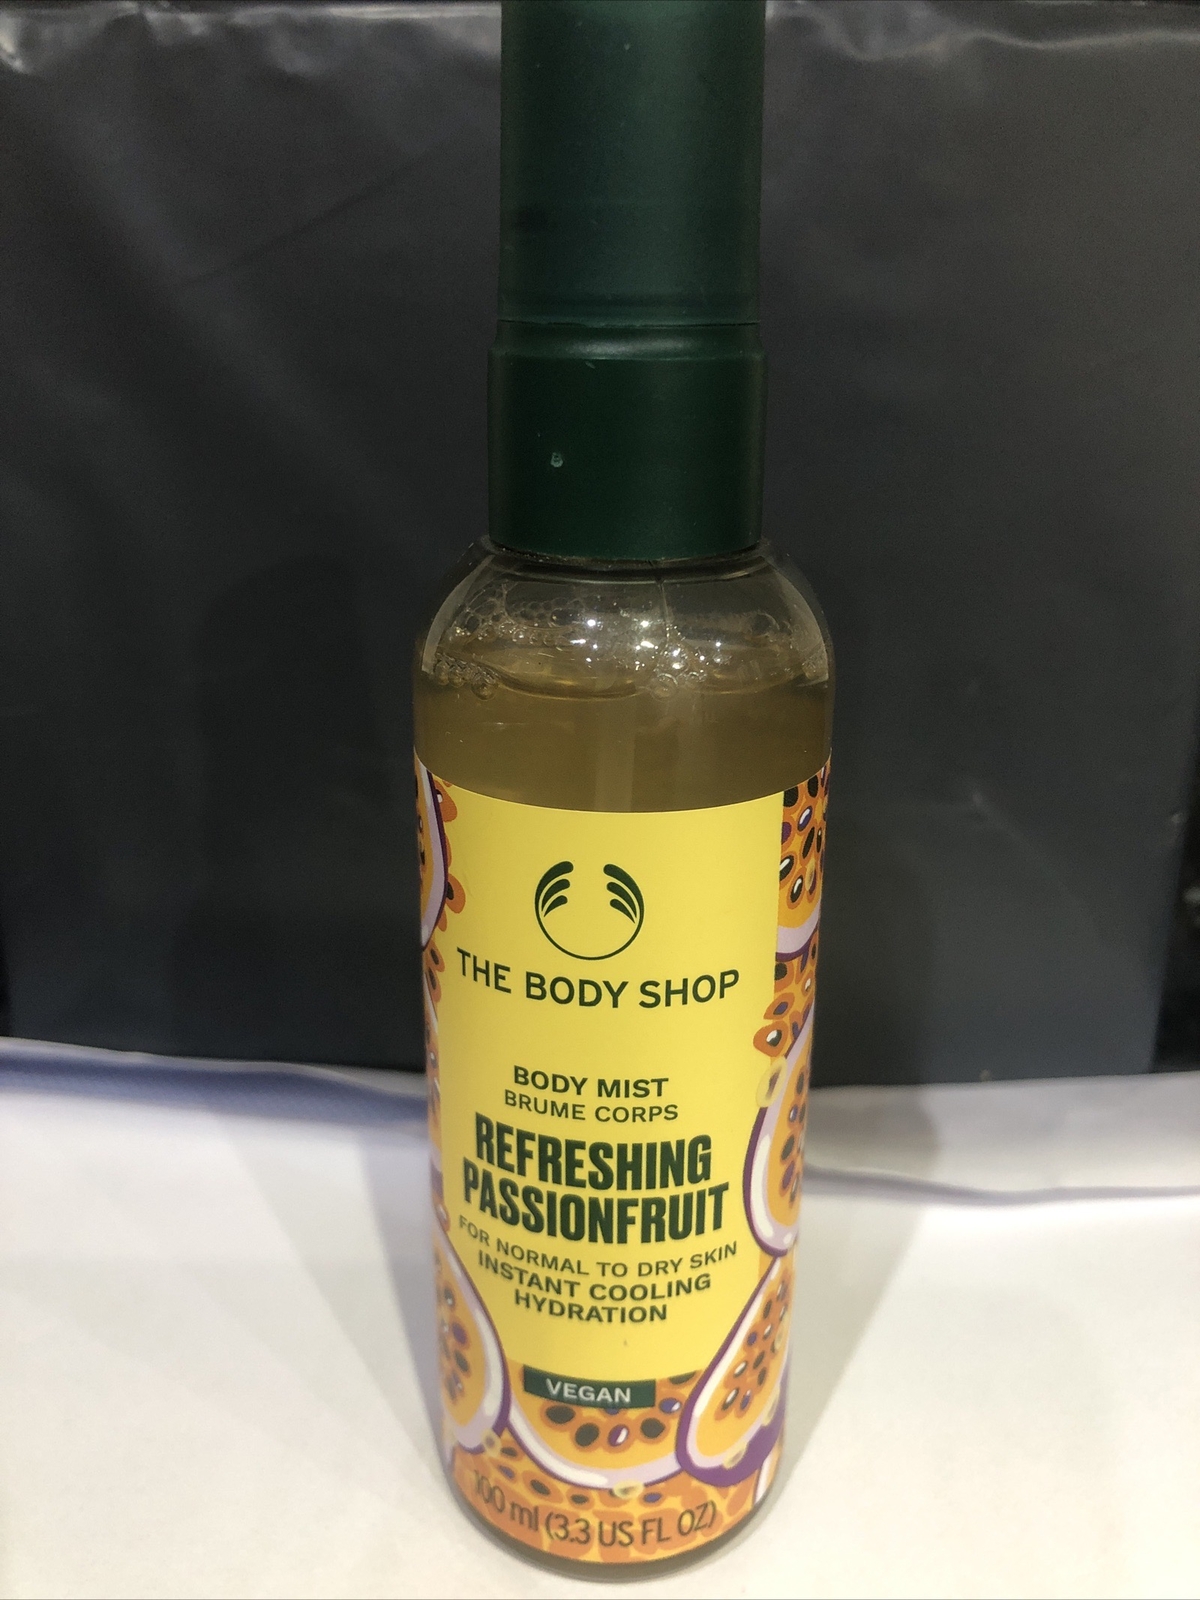 THE BODY SHOP
BODY MIST
BRUME CORPS
REFRESHING
PASSIONFRUIT
FOR NORMAL TO DRY SKIN
INSTANT COOLING
HYDRATION
VEGAN
100 ml (3.3 US FL OZ)